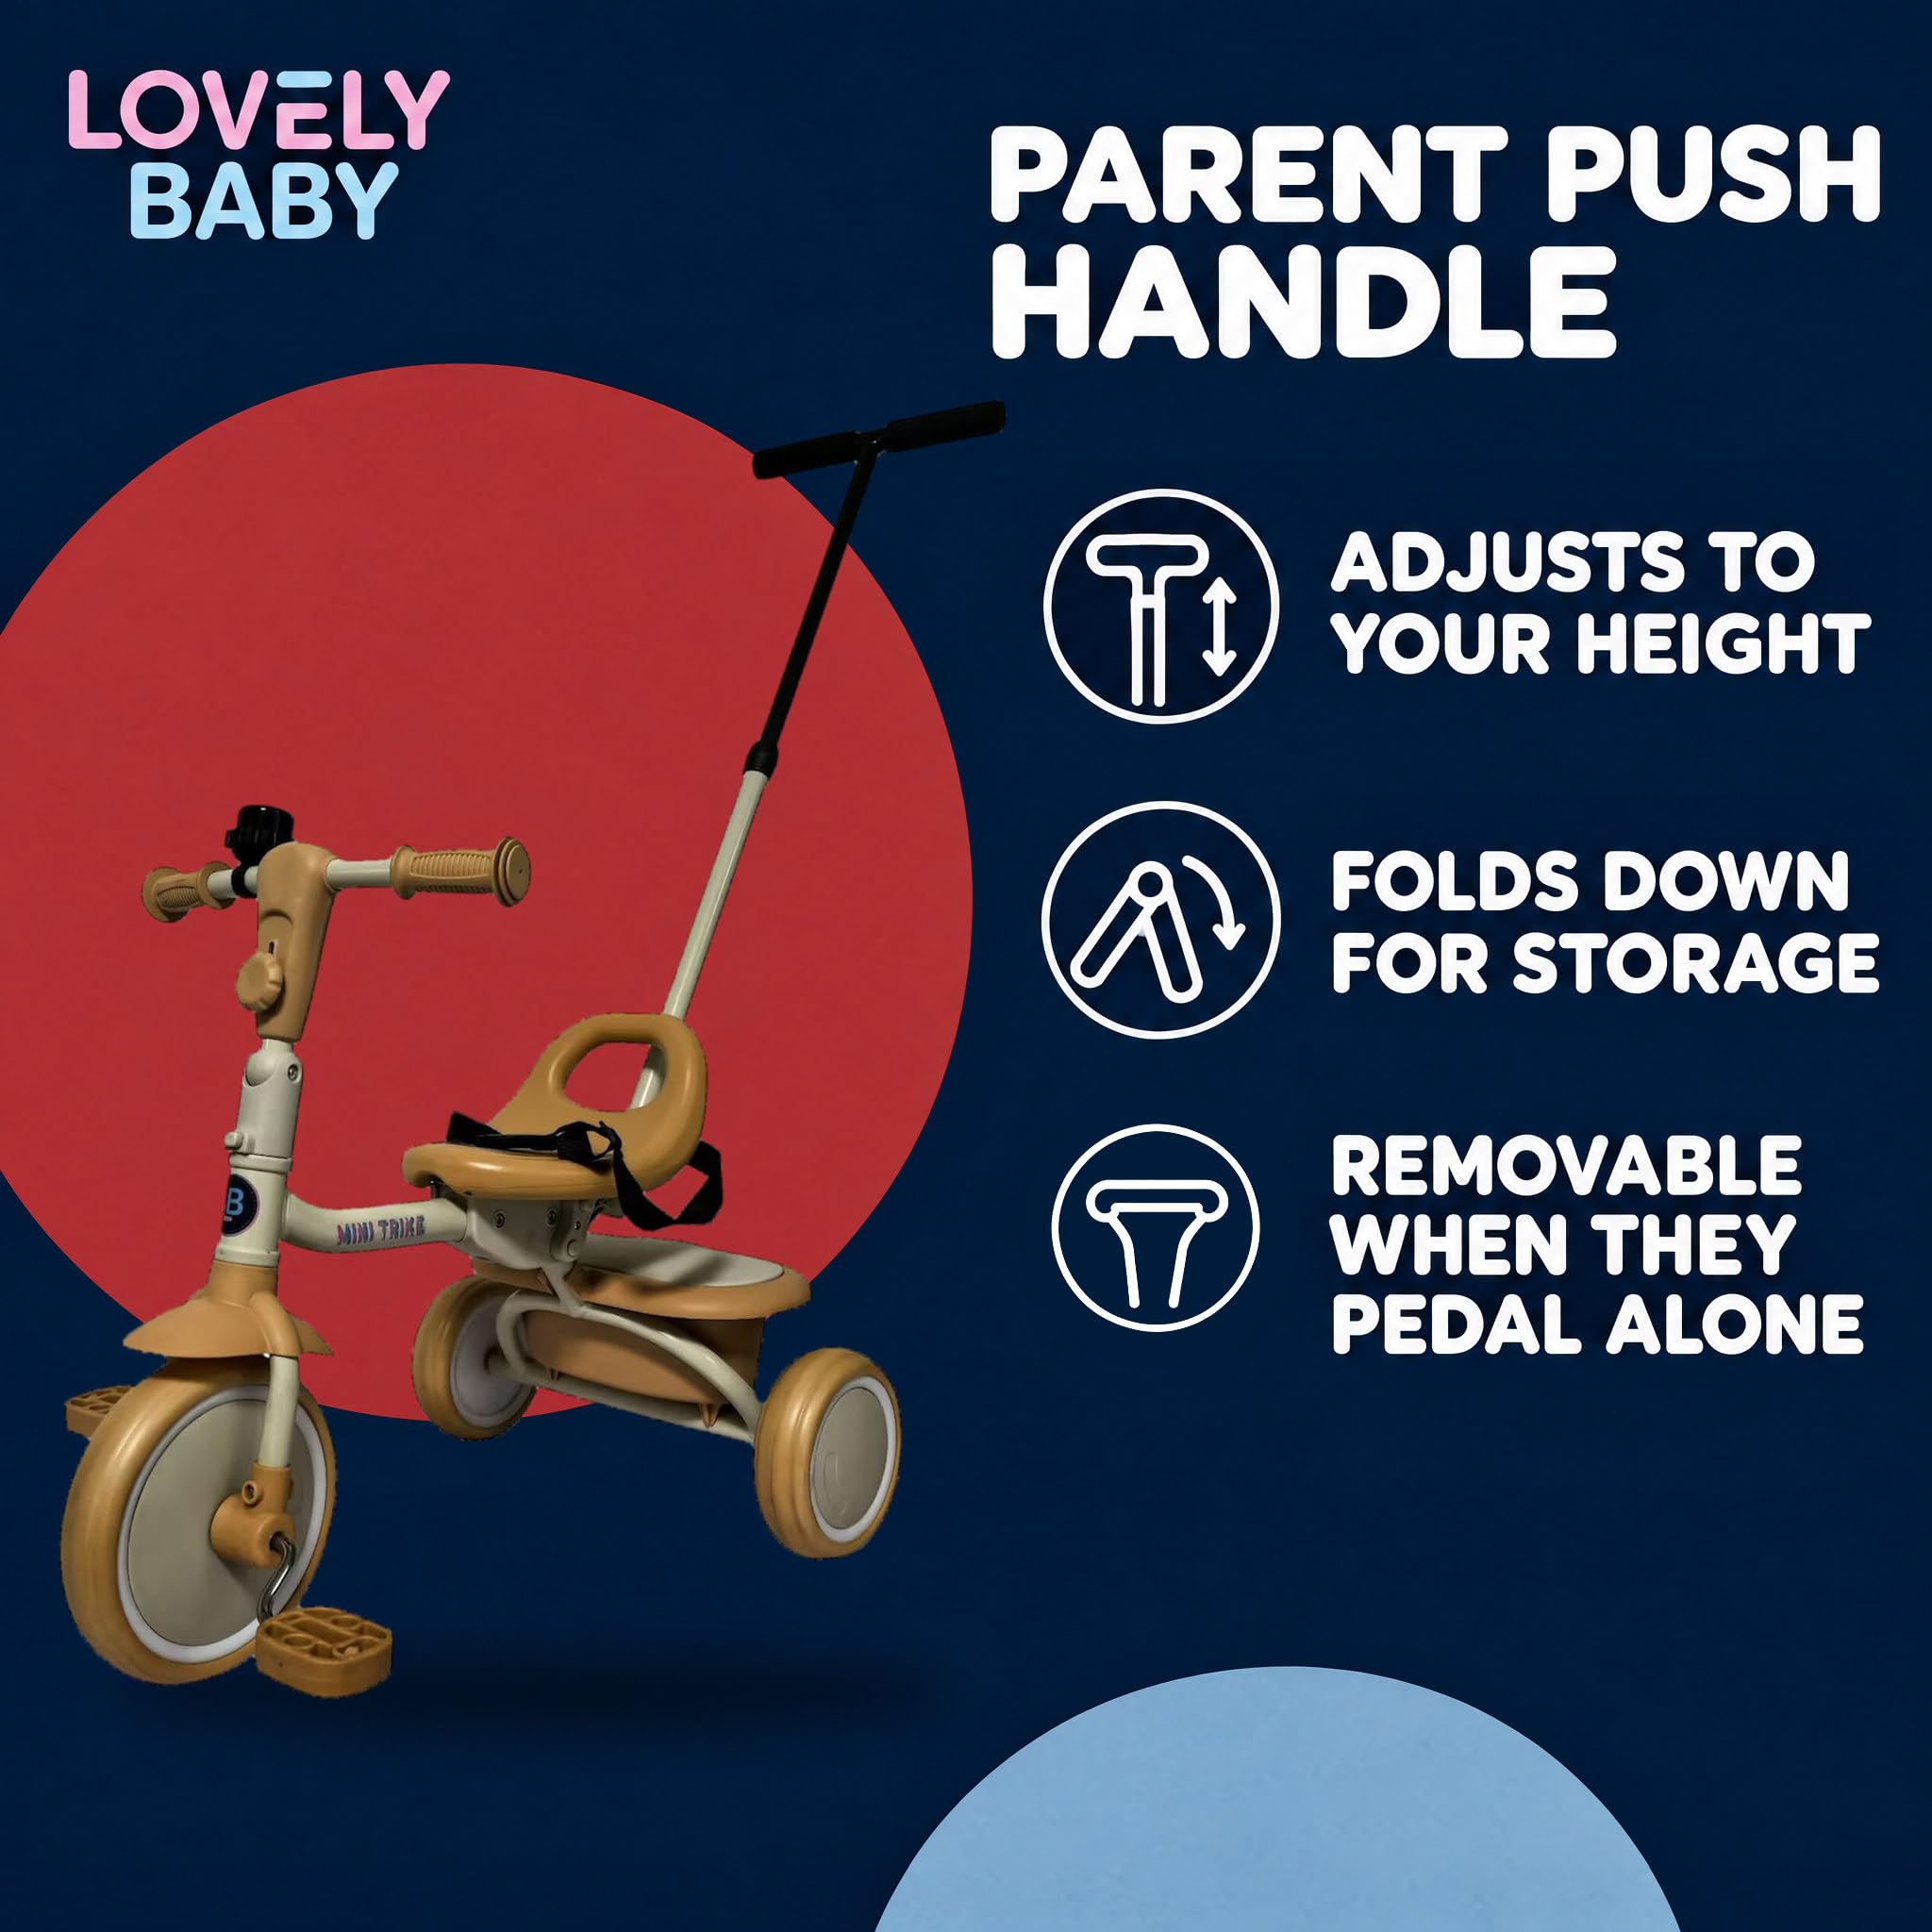 LOVELY
BABY
PARENT PUSH
HANDLE
ADJUSTS TO
YOUR HEIGHT
FOLDS DOWN
FOR STORAGE
REMOVABLE
WHEN THEY
PEDAL ALONE
B
MINI TRIKE